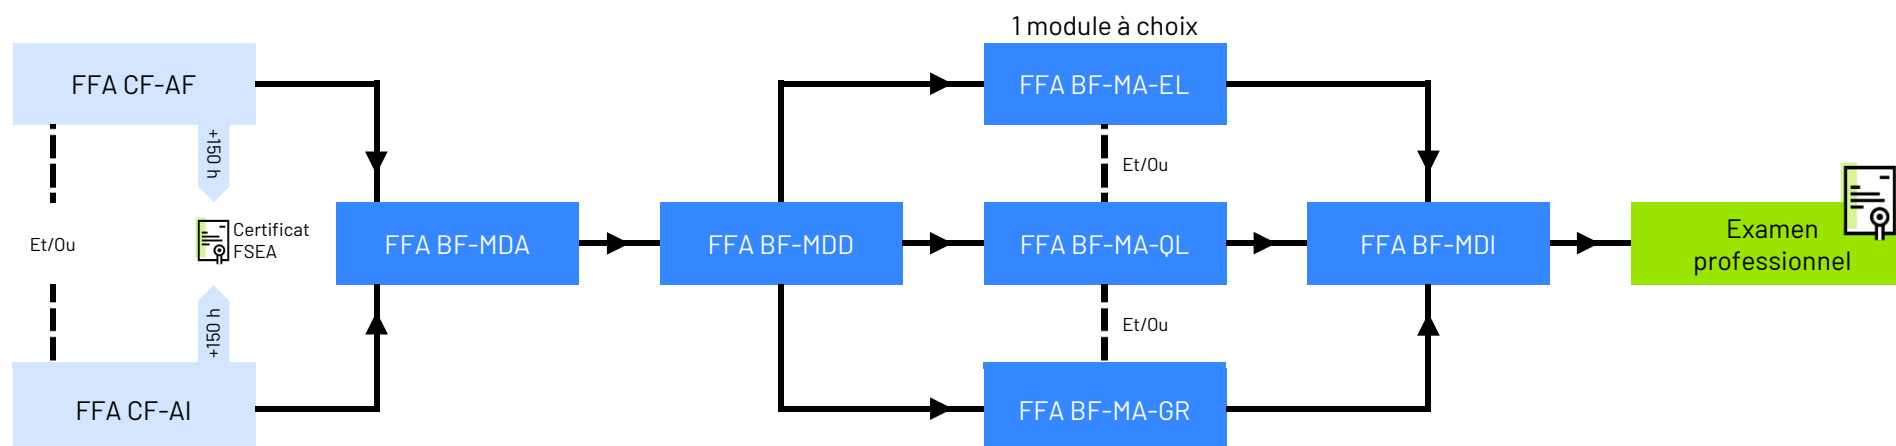 1 module à choix
FFA CF-AF
FFA BF-MA-EL
+150 h
Et/Ou
Et/Ou
Certificat
FSEA
FFA BF-MDA
FFA BF-MDD
FFA BF-MA-QL
FFA BF-MDI
Examen
professionnel
+150 h
Et/Ou
FFA CF-AI
FFA BF-MA-GR